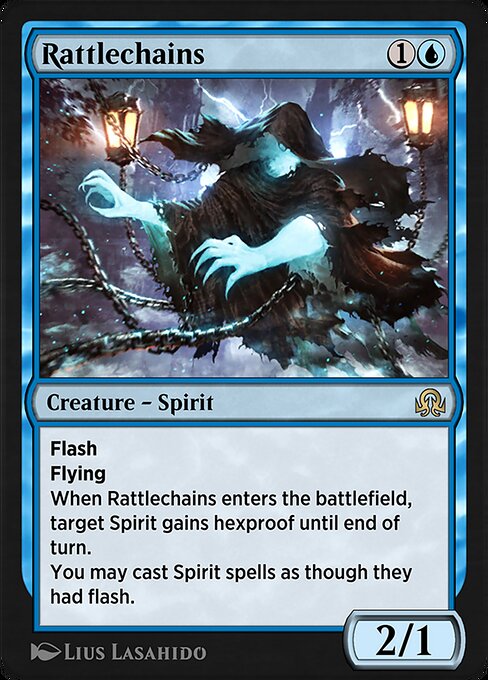 Rattlechains 1
Creature – Spirit
Flash
Flying
When Rattlechains enters the battlefield,
target Spirit gains hexproof until end of
turn.
You may cast Spirit spells as though they
had flash.
2/1
Lius Lasahido